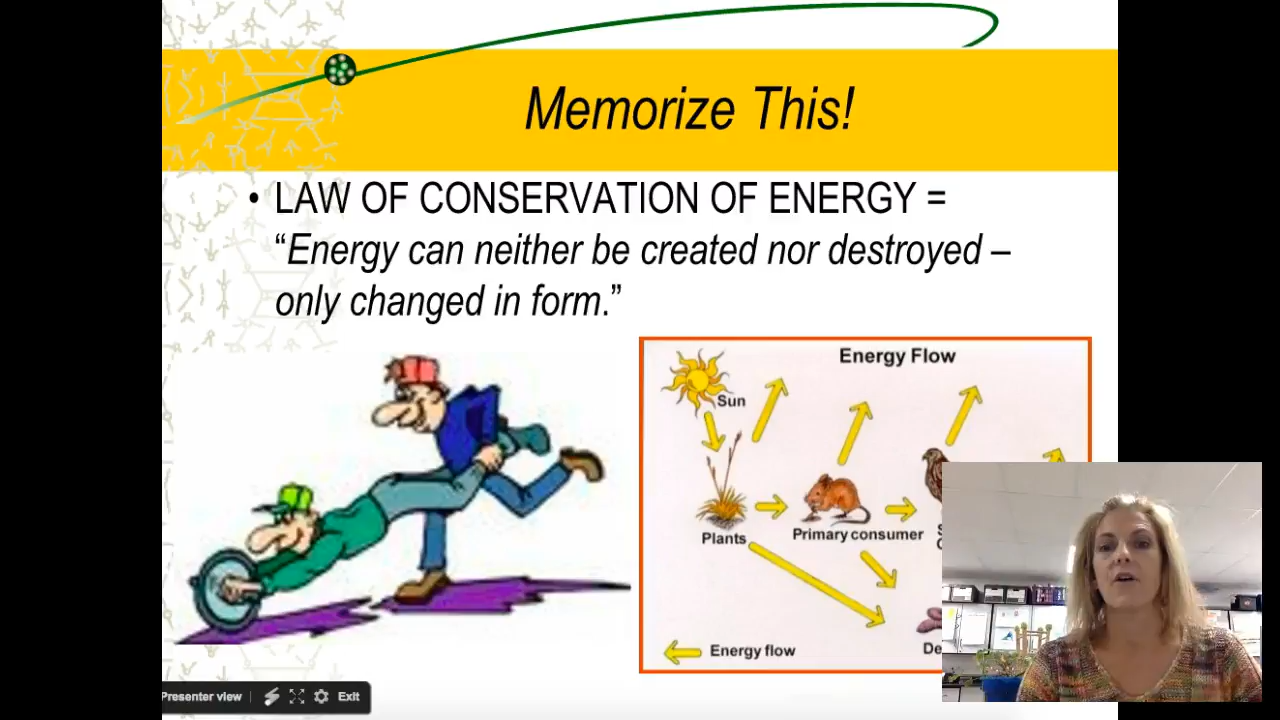 Memorize This!
• LAW OF CONSERVATION OF ENERGY =
“Energy can neither be created nor destroyed –
only changed in form.”
Energy Flow
Sun
Plants
Primary consumer
Energy flow
Presenter view
Exit